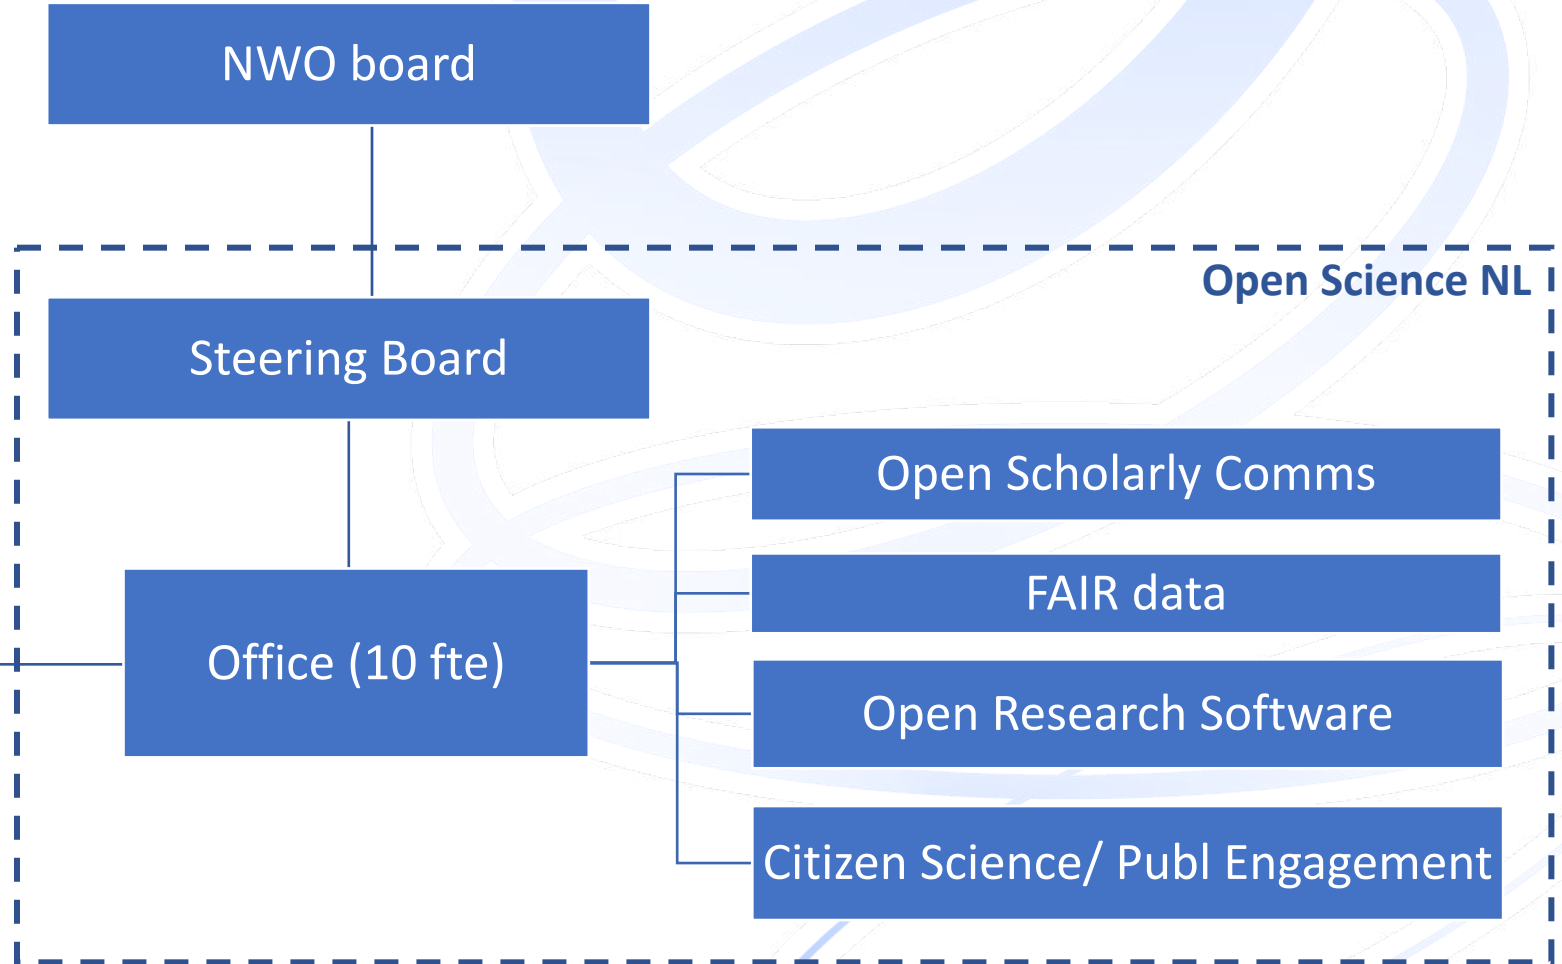 NWO board
Open Science NL
Steering Board
Open Scholarly Comms
FAIR data
Office (10 fte)
Open Research Software
Citizen Science/ Publ Engagement